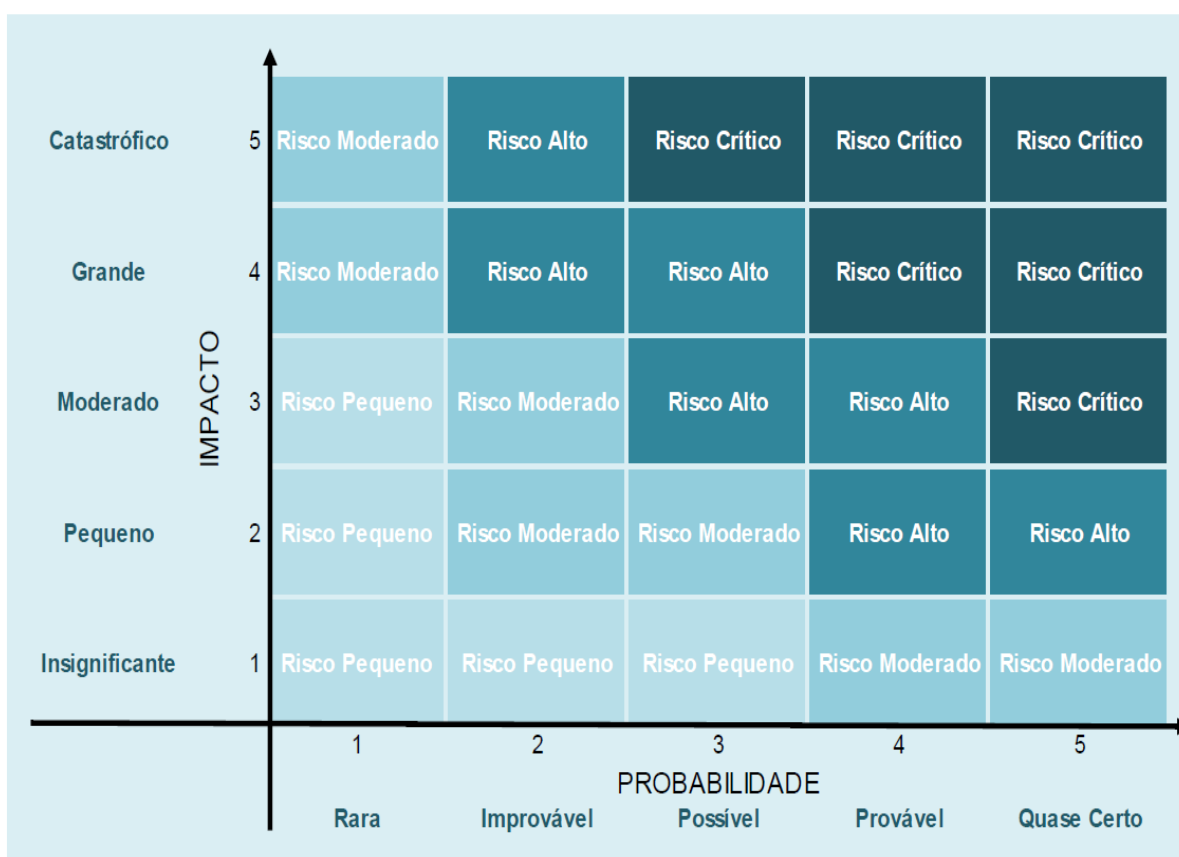 Catastrófico 5 Risco Moderado Risco Alto Risco Crítico Risco Crítico Risco Crítico
Grande 4 Risco Moderado Risco Alto Risco Alto Risco Crítico Risco Crítico
IMPACTO
Moderado 3 Risco Pequeno Risco Moderado Risco Alto Risco Alto Risco Crítico
Pequeno 2 Risco Pequeno Risco Moderado Risco Moderado Risco Alto Risco Alto
Insignificante 1 Risco Pequeno Risco Pequeno Risco Pequeno Risco Moderado Risco Moderado
1 2 3 4 5
PROBABILIDADE
Rara Improvável Possível Provável Quase Certo